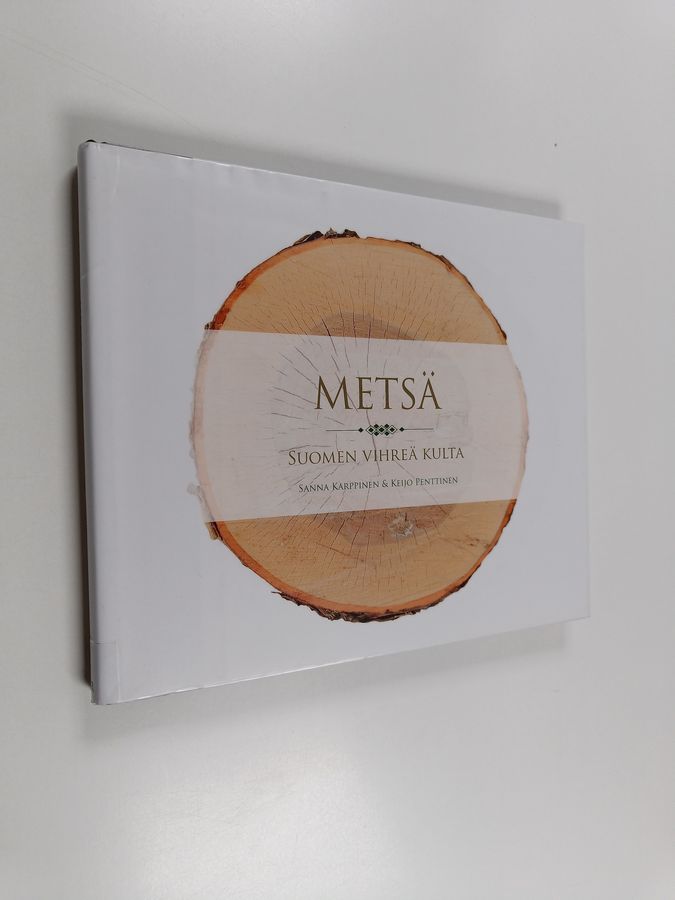 METSÄ
SUOMEN VIHREÄ KULTA
SANNA KARPPINEN & KEIJO PENTTINEN